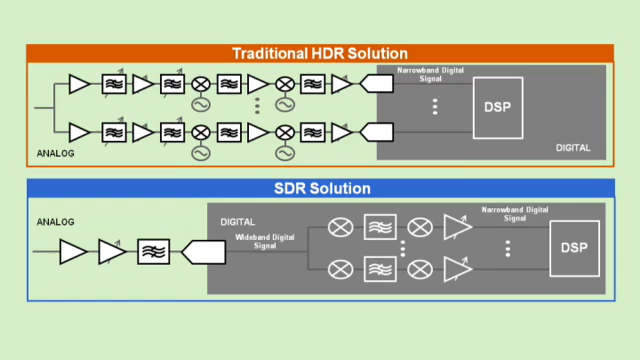 Traditional HDR Solution
Narrowband Digital
Signal
DSP
ANALOG
DIGITAL
SDR Solution
ANALOG
DIGITAL
Narrowband Digital
Signal
Wideband Digital
Signal
DSP